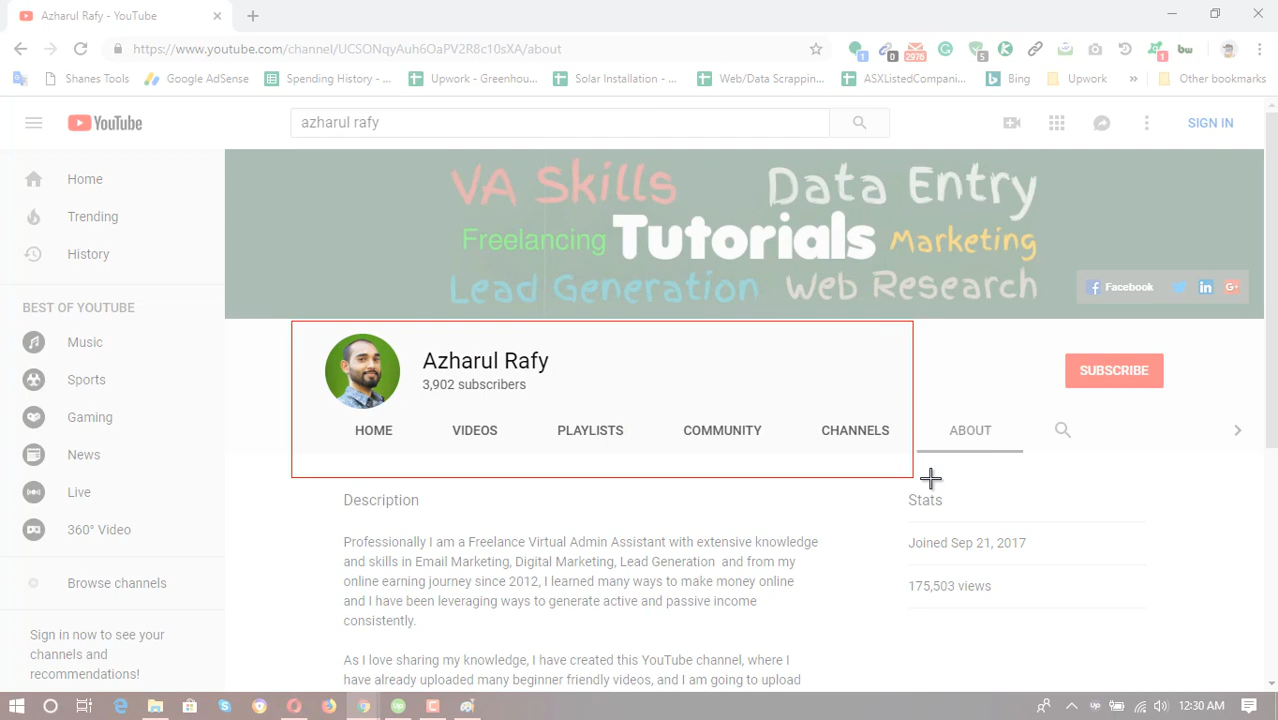 Azharul Rafy - YouTube
https://www.youtube.com/channel/UCSONqyAuh6OaPV2R8c10sXA/about
1
0
2976
5
1
bw
Shanes Tools
Google AdSense
Spending History - ...
Upwork - Greenhou...
Solar Installation - ...
Web/Data Scrappin...
ASXListedCompani...
Bing
Upwork
»
Other bookmarks
YouTube
azharul rafy
SIGN IN
Home
Trending
History
BEST OF YOUTUBE
Music
Sports
Gaming
News
Live
360° Video
Browse channels
Sign in now to see your
channels and
recommendations!
VA Skills
Data Entry
Freelancing
Tutorials
Marketing
Lead Generation
Web Research
Facebook
Azharul Rafy
3,902 subscribers
SUBSCRIBE
HOME
VIDEOS
PLAYLISTS
COMMUNITY
CHANNELS
ABOUT
Description
Professionally I am a Freelance Virtual Admin Assistant with extensive knowledge
and skills in Email Marketing, Digital Marketing, Lead Generation and from my
online earning journey since 2012, I learned many ways to make money online
and I have been leveraging ways to generate active and passive income
consistently.
As I love sharing my knowledge, I have created this YouTube channel, where I
have already uploaded many beginner friendly videos, and I am going to upload
Stats
Joined Sep 21, 2017
175,503 views
12:30 AM